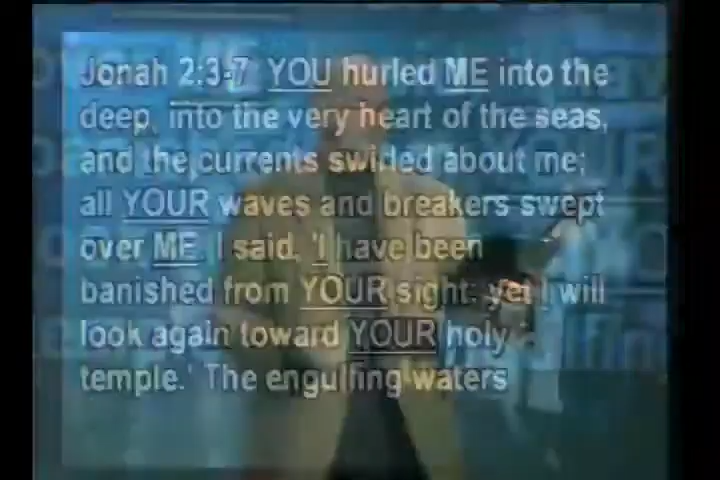 Jonah 2:3-7 YOU hurled ME into the
deep, into the very heart of the seas,
and the currents swirled about me;
all YOUR waves and breakers swept
over ME. I said, 'I have been
banished from YOUR sight; yet I will
look again toward YOUR holy
temple.' The engulfing waters